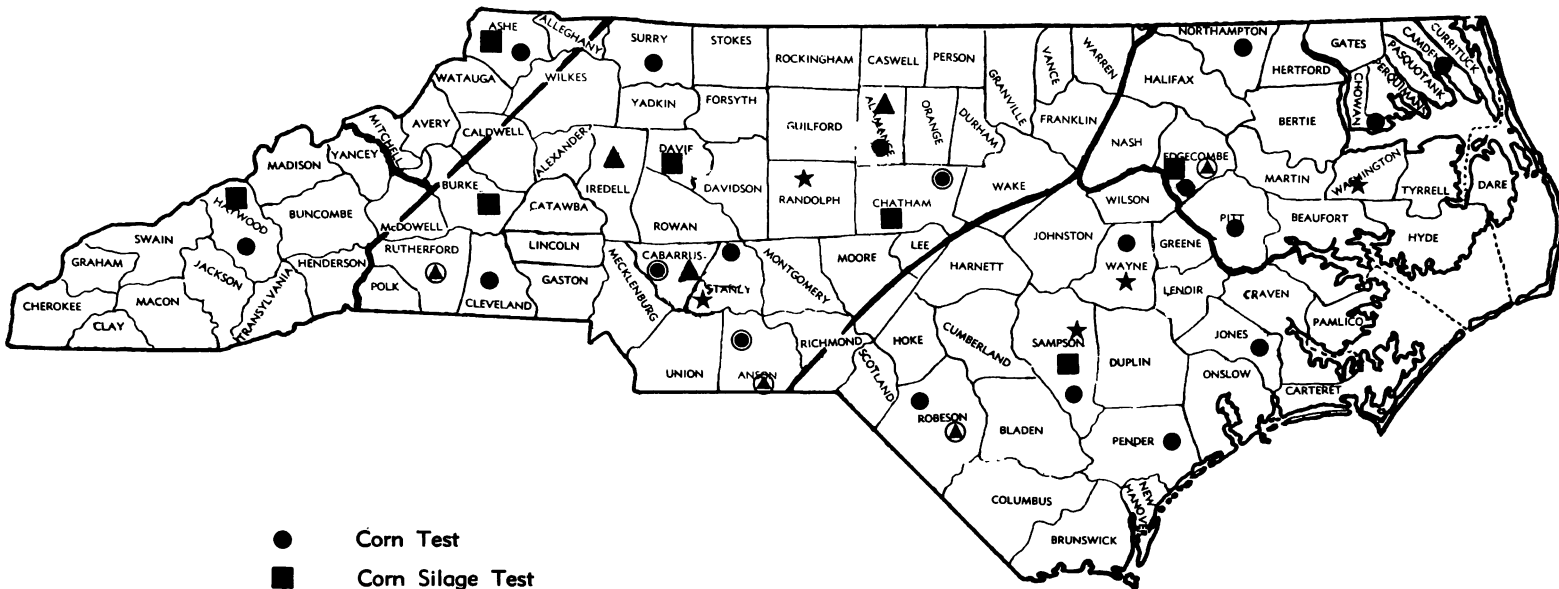 ASHE
ALLEGHANY
SURRY
STOKES
ROCKINGHAM
CASWELL
PERSON
GRANVILLE
VANCE
WARREN
NORTHAMPTON
GATES
CAMDEN
CURRITUCK
PASQUOTANK
PERQUIMANS
CHOWAN
HERTFORD
HALIFAX
WATAUGA
WILKES
YADKIN
FORSYTH
GUILFORD
ALAMANCE
ORANGE
DURHAM
FRANKLIN
NASH
BERTIE
MITCHELL
AVERY
CALDWELL
ALEXANDER
MADISON
YANCEY
BURKE
IREDELL
DAVIE
DAVIDSON
RANDOLPH
CHATHAM
WAKE
EDGECOMBE
MARTIN
WASHINGTON
TYRRELL
DARE
HAYWOOD
BUNCOMBE
McDOWELL
CATAWBA
ROWAN
WILSON
PITT
BEAUFORT
HYDE
SWAIN
GRAHAM
JACKSON
TRANSYLVANIA
HENDERSON
RUTHERFORD
POLK
CLEVELAND
LINCOLN
GASTON
MECKLENBURG
CABARRUS
STANLY
MONTGOMERY
MOORE
LEE
HARNETT
JOHNSTON
WAYNE
GREENE
LENOIR
CRAVEN
PAMLICO
CHEROKEE
MACON
CLAY
UNION
ANSON
RICHMOND
SCOTLAND
HOKE
CUMBERLAND
SAMPSON
DUPLIN
JONES
ONSLOW
CARTERET
ROBESON
BLADEN
PENDER
COLUMBUS
NEW
HANOVER
BRUNSWICK
Corn Test
Corn Silage Test